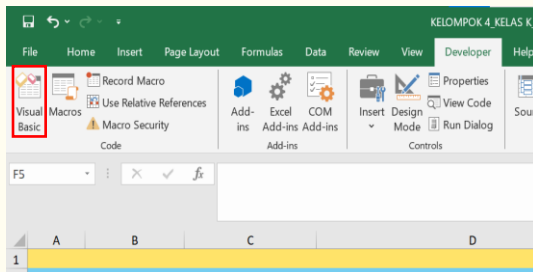 KELOMPOK 4_KELAS K_
File Home Insert Page Layout Formulas Data Review View Developer Help
Visual Basic
Macros
Record Macro
Use Relative References
Macro Security
Code
Add-ins
Excel Add-ins
COM Add-ins
Add-ins
Insert
Design Mode
Properties
View Code
Run Dialog
Controls
F5
fx
A B C D
1